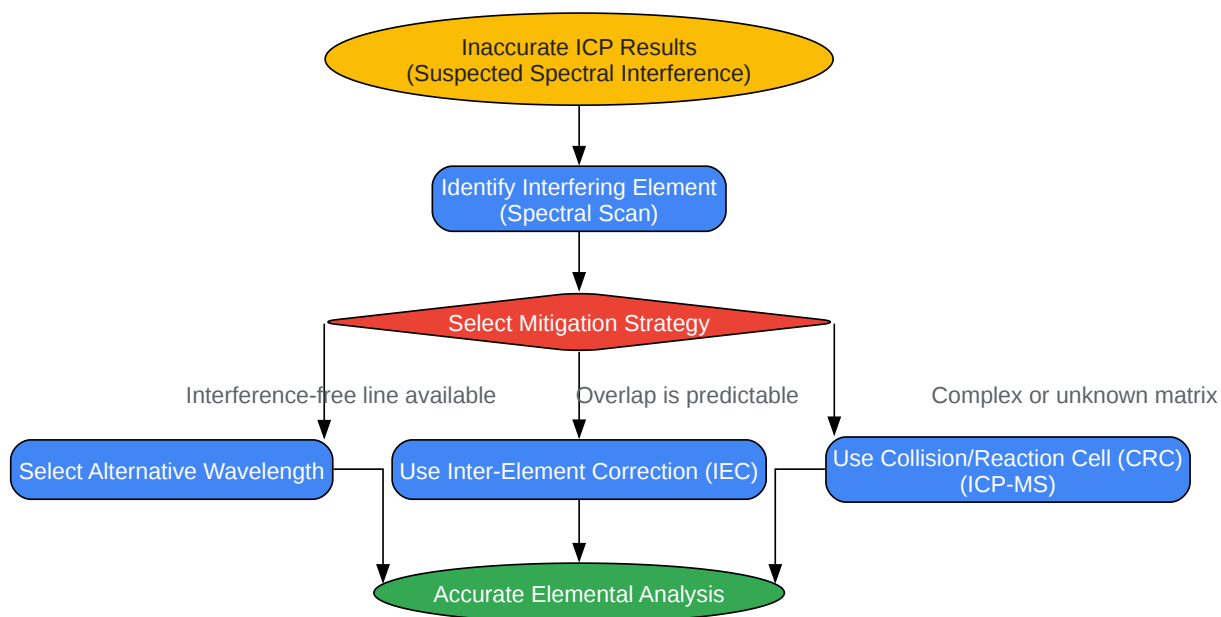 Inaccurate ICP Results
(Suspected Spectral Interference)
Identify Interfering Element
(Spectral Scan)
Select Mitigation Strategy
Interference-free line available
Overlap is predictable
Complex or unknown matrix
Select Alternative Wavelength
Use Inter-Element Correction (IEC)
Use Collision/Reaction Cell (CRC)
(ICP-MS)
Accurate Elemental Analysis